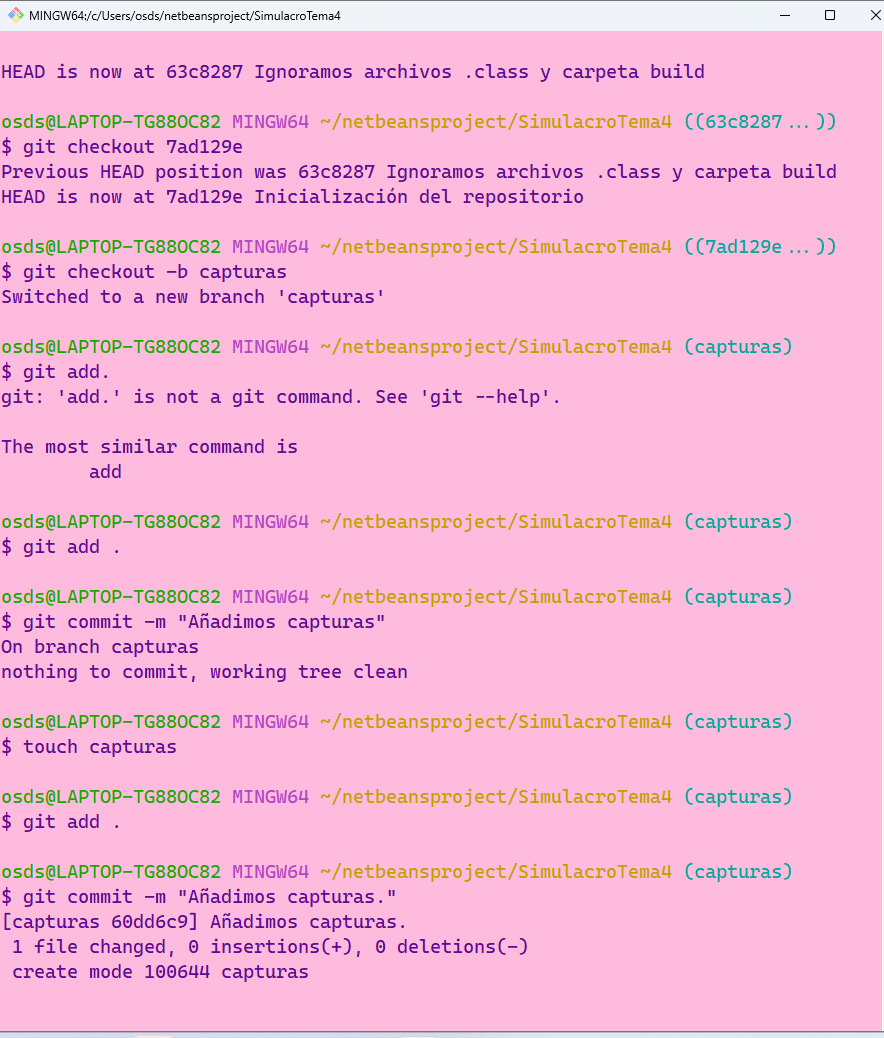 MINGW64:/c/Users/osds/netbeansproject/SimulacroTema4
HEAD is now at 63c8287 Ignoramos archivos .class y carpeta build
osds@LAPTOP-TG88OC82 MINGW64 ~/netbeansproject/SimulacroTema4 ((63c8287...))
$ git checkout 7ad129e
Previous HEAD position was 63c8287 Ignoramos archivos .class y carpeta build
HEAD is now at 7ad129e Inicialización del repositorio
osds@LAPTOP-TG88OC82 MINGW64 ~/netbeansproject/SimulacroTema4 ((7ad129e...))
$ git checkout -b capturas
Switched to a new branch 'capturas'
osds@LAPTOP-TG88OC82 MINGW64 ~/netbeansproject/SimulacroTema4 (capturas)
$ git add.
git: 'add.' is not a git command. See 'git --help'.
The most similar command is
add
osds@LAPTOP-TG88OC82 MINGW64 ~/netbeansproject/SimulacroTema4 (capturas)
$ git add .
osds@LAPTOP-TG88OC82 MINGW64 ~/netbeansproject/SimulacroTema4 (capturas)
$ git commit -m "Añadimos capturas"
On branch capturas
nothing to commit, working tree clean
osds@LAPTOP-TG88OC82 MINGW64 ~/netbeansproject/SimulacroTema4 (capturas)
$ touch capturas
osds@LAPTOP-TG88OC82 MINGW64 ~/netbeansproject/SimulacroTema4 (capturas)
$ git add .
osds@LAPTOP-TG88OC82 MINGW64 ~/netbeansproject/SimulacroTema4 (capturas)
$ git commit -m "Añadimos capturas."
[capturas 60dd6c9] Añadimos capturas.
1 file changed, 0 insertions(+), 0 deletions(-)
create mode 100644 capturas